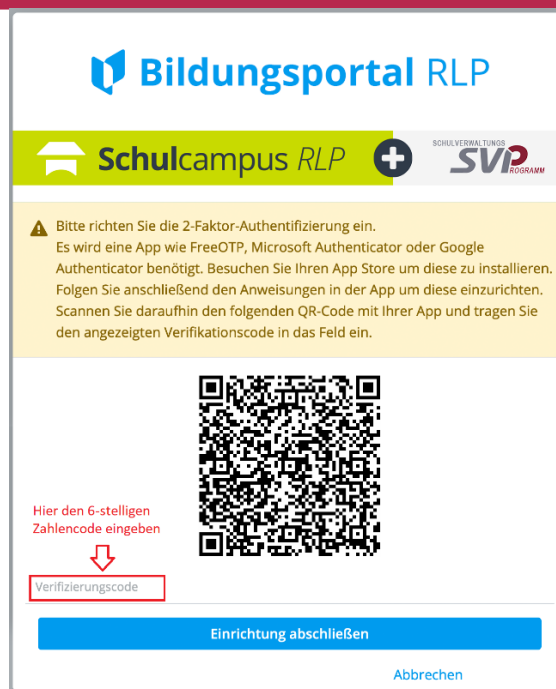 Bildungsportal RLP
Schulcampus RLP
SCHULVERWALTUNGS
SVP
PROGRAMM
Bitte richten Sie die 2-Faktor-Authentifizierung ein.
Es wird eine App wie FreeOTP, Microsoft Authenticator oder Google
Authenticator benötigt. Besuchen Sie Ihren App Store um diese zu installieren.
Folgen Sie anschließend den Anweisungen in der App um diese einzurichten.
Scannen Sie daraufhin den folgenden QR-Code mit Ihrer App und tragen Sie
den angezeigten Verifikationscode in das Feld ein.
Hier den 6-stelligen
Zahlencode eingeben
Verifizierungscode
Einrichtung abschließen
Abbrechen